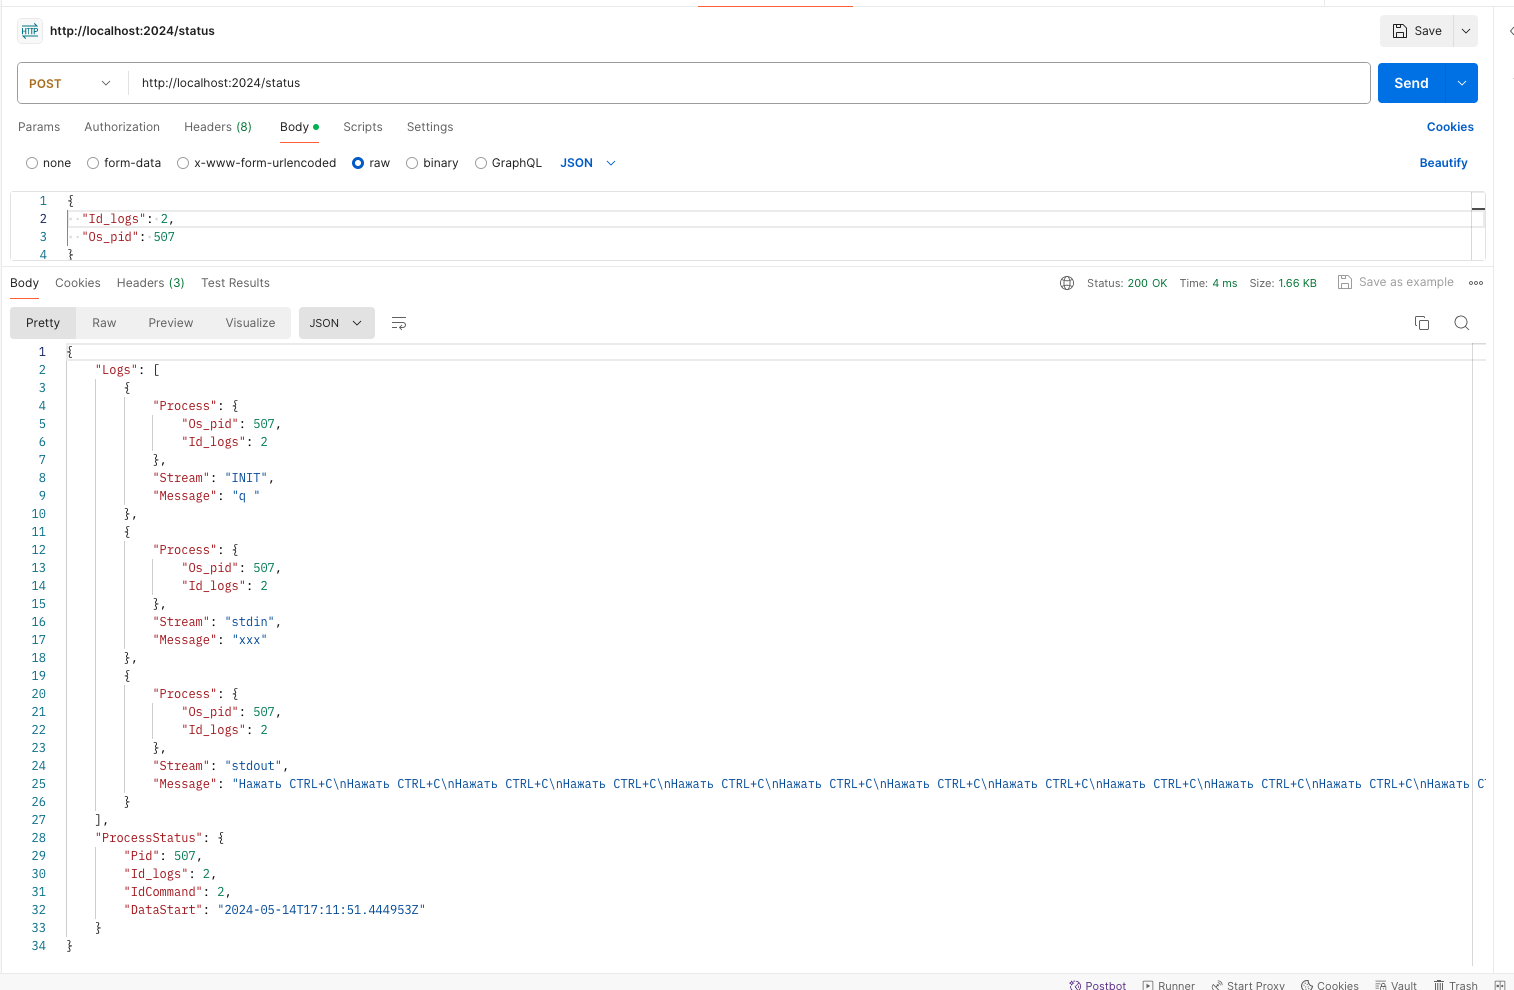 HTTP http://localhost:2024/status Save
POST http://localhost:2024/status Send
Params Authorization Headers (8) Body Scripts Settings Cookies
none form-data x-www-form-urlencoded raw binary GraphQL JSON Beautify
1 {
2 "Id_logs": 2,
3 "Os_pid": 507
4 }
Body Cookies Headers (3) Test Results Status: 200 OK Time: 4 ms Size: 1.66 KB Save as example
Pretty Raw Preview Visualize JSON
1 {
2 "Logs": [
3 {
4 "Process": {
5 "Os_pid": 507,
6 "Id_logs": 2
7 },
8 "Stream": "INIT",
9 "Message": "q "
10 },
11 {
12 "Process": {
13 "Os_pid": 507,
14 "Id_logs": 2
15 },
16 "Stream": "stdin",
17 "Message": "xxx"
18 },
19 {
20 "Process": {
21 "Os_pid": 507,
22 "Id_logs": 2
23 },
24 "Stream": "stdout",
25 "Message": "Нажать CTRL+C\nНажать CTRL+C\nНажать CTRL+C\nНажать CTRL+C\nНажать CTRL+C\nНажать CTRL+C\nНажать CTRL+C\nНажать CTRL+C\nНажать CTRL+C\nНажать CTRL+C\nНажать CTRL+C\nНажать
26 }
27 ],
28 "ProcessStatus": {
29 "Pid": 507,
30 "Id_logs": 2,
31 "IdCommand": 2,
32 "DataStart": "2024-05-14T17:11:51.444953Z"
33 }
34 }
Postbot Runner Start Proxy Cookies Vault Trash